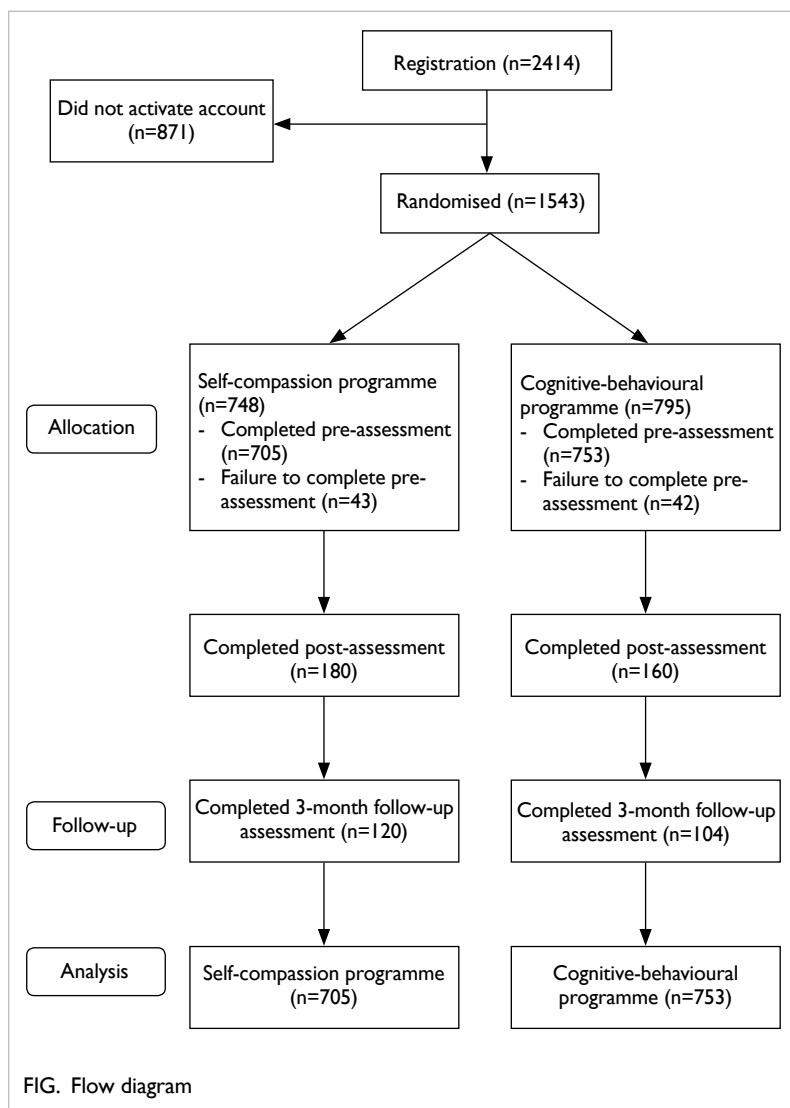 Registration (n=2414)
Did not activate account
(n=871)
Randomised (n=1543)
Allocation
Self-compassion programme
(n=748)
- Completed pre-assessment
(n=705)
- Failure to complete pre-
assessment (n=43)
Cognitive-behavioural
programme (n=795)
- Completed pre-assessment
(n=753)
- Failure to complete pre-
assessment (n=42)
Completed post-assessment
(n=180)
Completed post-assessment
(n=160)
Follow-up
Completed 3-month follow-up
assessment (n=120)
Completed 3-month follow-up
assessment (n=104)
Analysis
Self-compassion programme
(n=705)
Cognitive-behavioural
programme (n=753)
FIG. Flow diagram